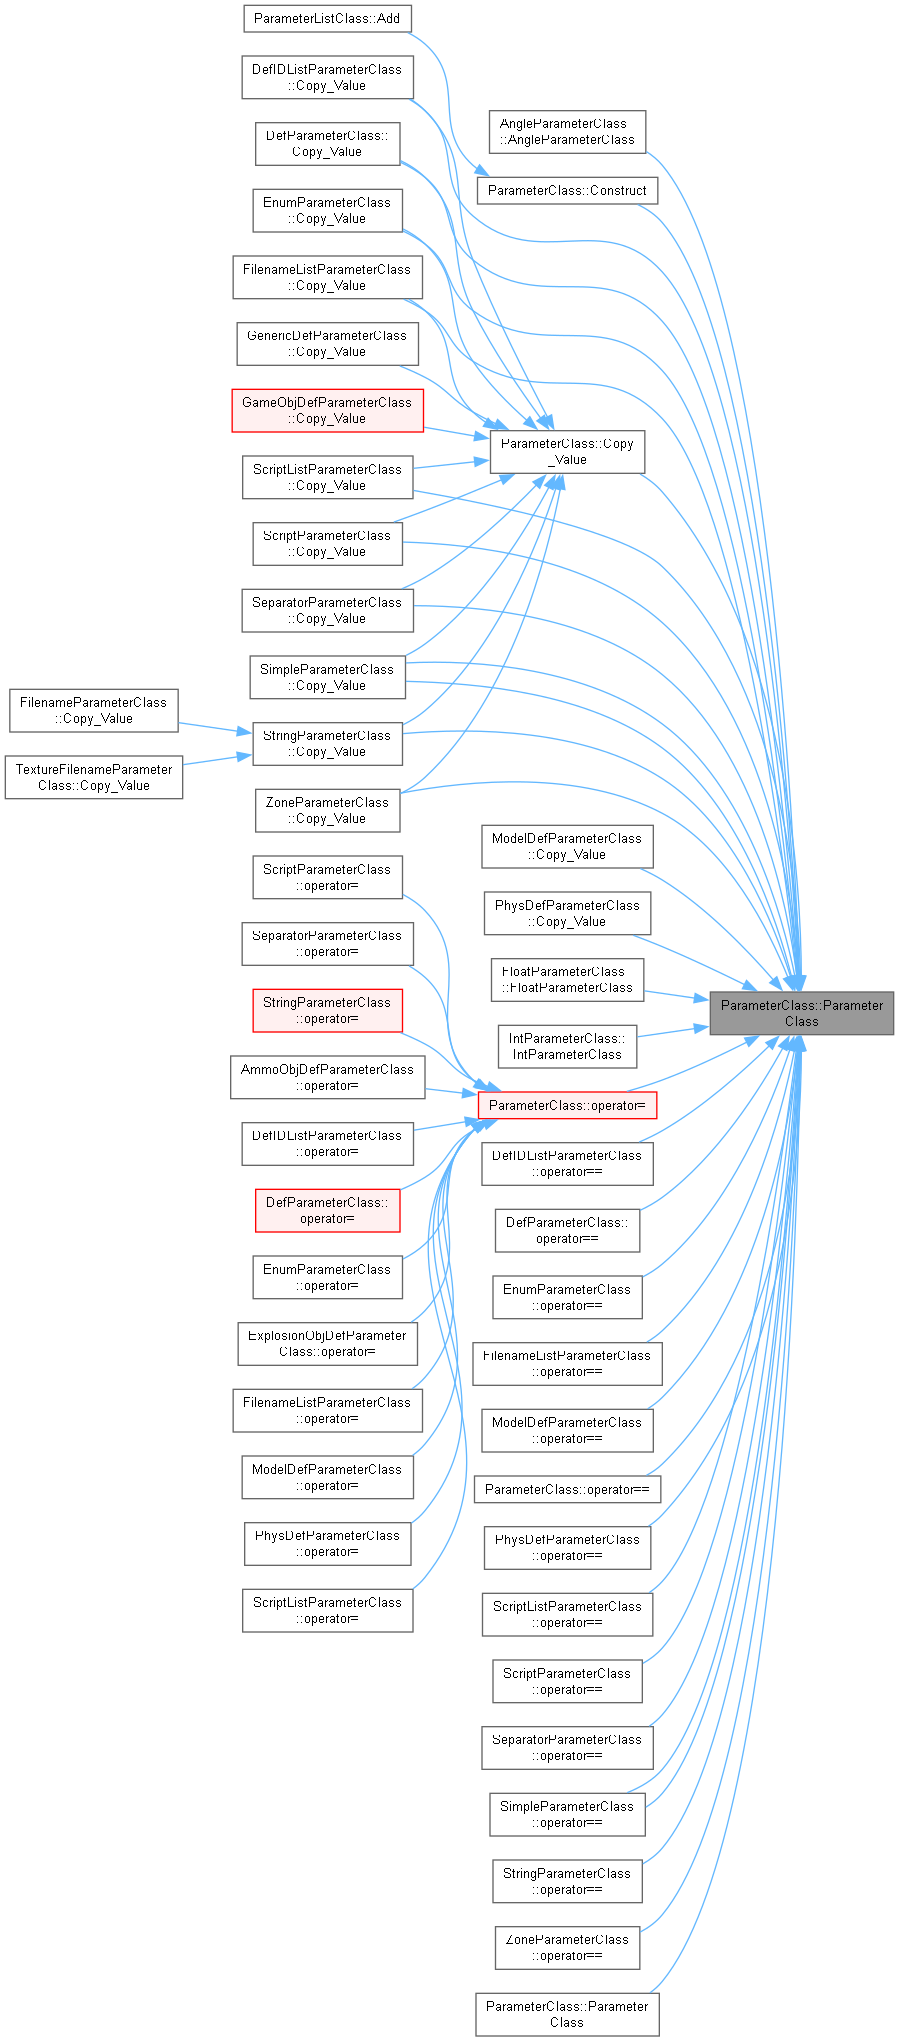 ParameterListClass::Add
DefIDListParameterClass
::Copy_Value
DefParameterClass::
Copy_Value
EnumParameterClass
::Copy_Value
FilenameListParameterClass
::Copy_Value
GenericDefParameterClass
::Copy_Value
GameObjDefParameterClass
::Copy_Value
ScriptListParameterClass
::Copy_Value
ScriptParameterClass
::Copy_Value
SeparatorParameterClass
::Copy_Value
SimpleParameterClass
::Copy_Value
FilenameParameterClass
::Copy_Value
TextureFilenameParameter
Class::Copy_Value
StringParameterClass
::Copy_Value
ZoneParameterClass
::Copy_Value
ScriptParameterClass
::operator=
SeparatorParameterClass
::operator=
StringParameterClass
::operator=
AmmoObjDefParameterClass
::operator=
DefIDListParameterClass
::operator=
DefParameterClass::
operator=
EnumParameterClass
::operator=
ExplosionObjDefParameter
Class::operator=
FilenameListParameterClass
::operator=
ModelDefParameterClass
::operator=
PhysDefParameterClass
::operator=
ScriptListParameterClass
::operator=
AngleParameterClass
::AngleParameterClass
ParameterClass::Construct
ParameterClass::Copy
_Value
ModelDefParameterClass
::Copy_Value
PhysDefParameterClass
::Copy_Value
FloatParameterClass
::FloatParameterClass
IntParameterClass::
IntParameterClass
ParameterClass::operator=
DefIDListParameterClass
::operator==
DefParameterClass::
operator==
EnumParameterClass
::operator==
FilenameListParameterClass
::operator==
ModelDefParameterClass
::operator==
ParameterClass::operator==
PhysDefParameterClass
::operator==
ScriptListParameterClass
::operator==
ScriptParameterClass
::operator==
SeparatorParameterClass
::operator==
SimpleParameterClass
::operator==
StringParameterClass
::operator==
ZoneParameterClass
::operator==
ParameterClass::Parameter
Class
ParameterClass::Parameter
Class